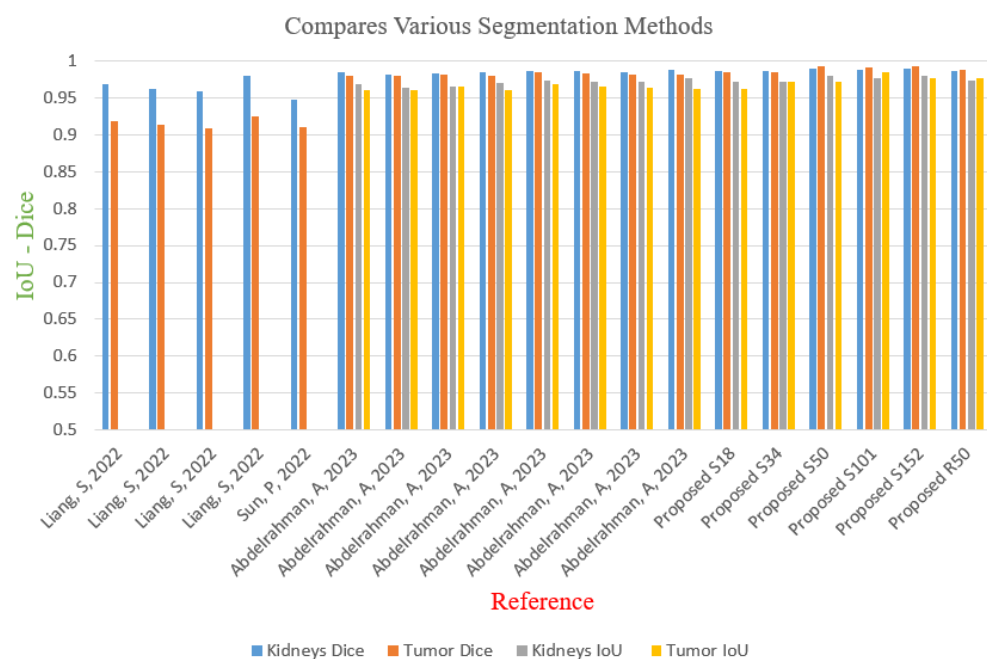 Compares Various Segmentation Methods
1
0.95
0.9
0.85
0.8
0.75
0.7
0.65
0.6
0.55
0.5
IoU - Dice
Liang, S, 2022
Liang, S, 2022
Liang, S, 2022
Liang, S, 2022
Sun, P, 2022
Abdelrahman, A, 2023
Abdelrahman, A, 2023
Abdelrahman, A, 2023
Abdelrahman, A, 2023
Abdelrahman, A, 2023
Abdelrahman, A, 2023
Abdelrahman, A, 2023
Abdelrahman, A, 2023
Proposed S18
Proposed S34
Proposed S50
Proposed S101
Proposed S152
Proposed R50
Reference
Kidneys Dice Tumor Dice Kidneys IoU Tumor IoU